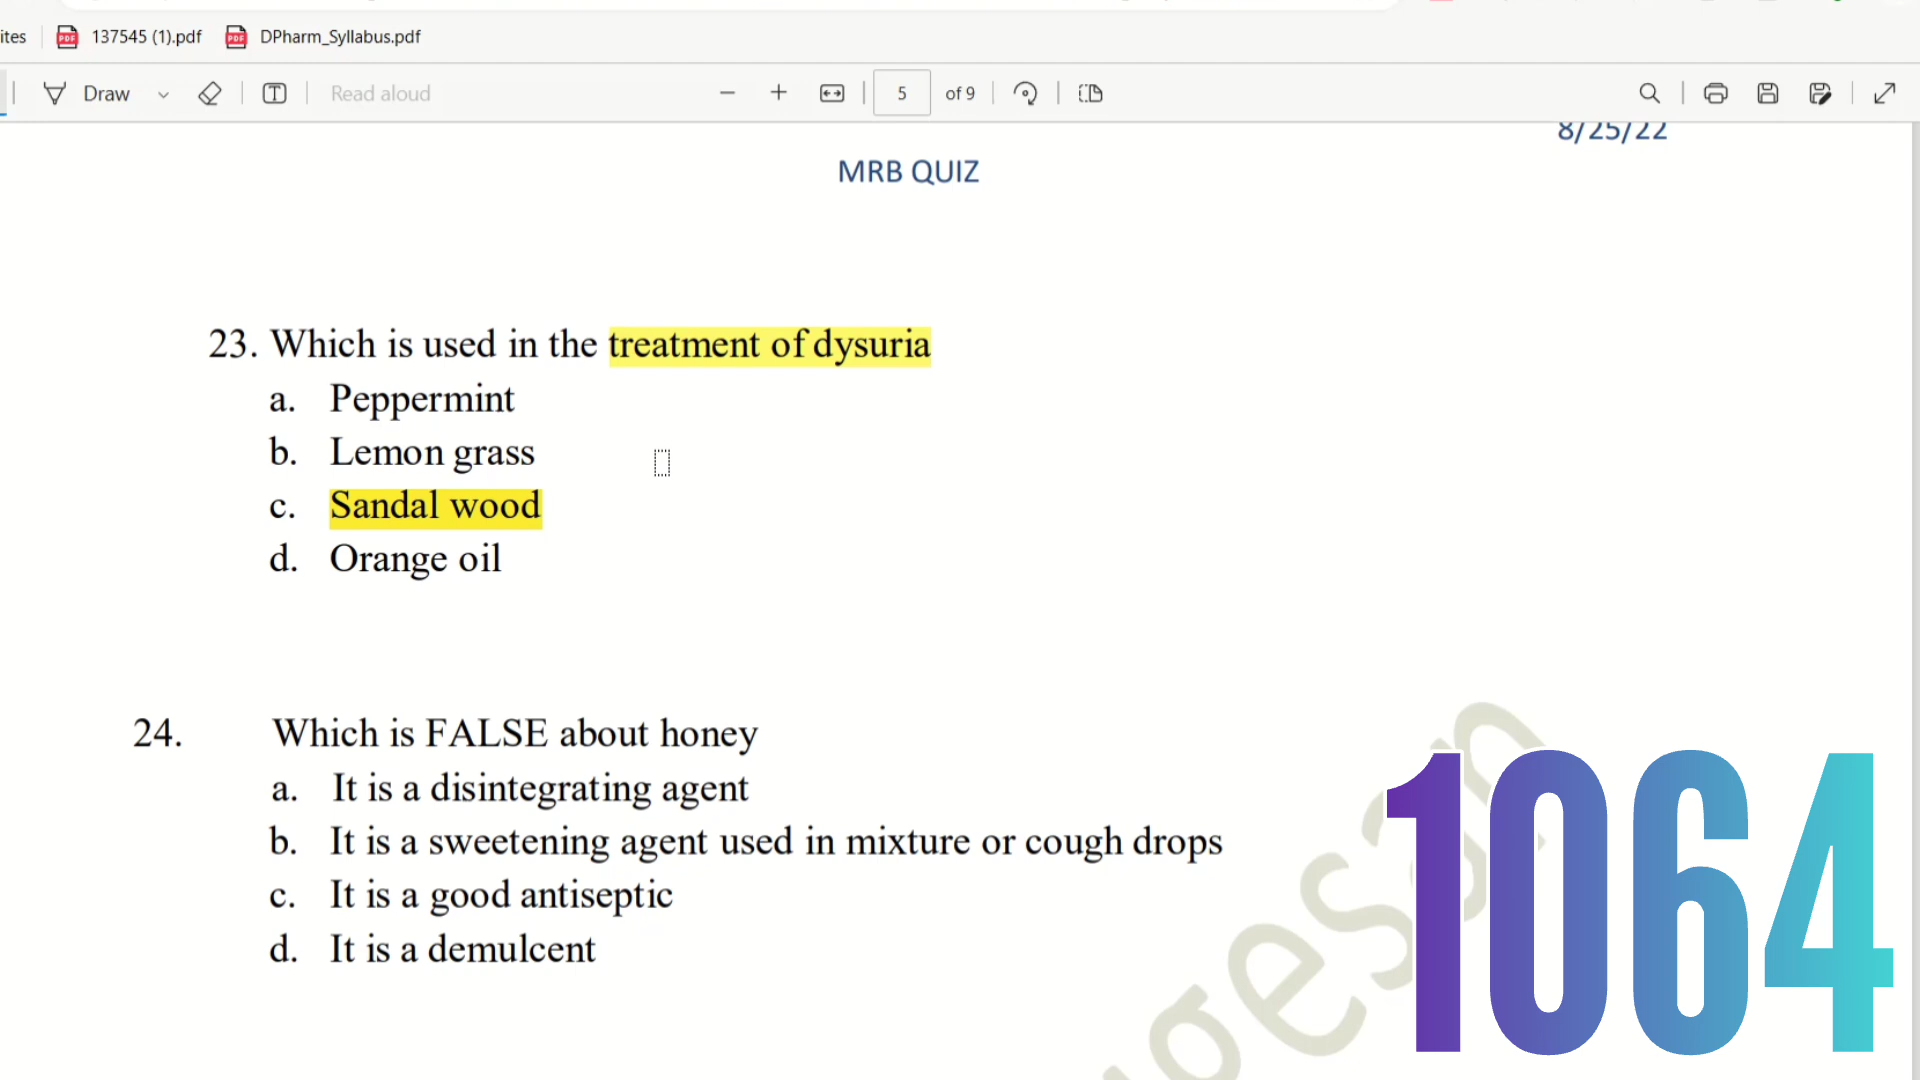 ites 137545 (1).pdf DPharm_Syllabus.pdf
Draw Read aloud 5 of 9
8/25/22
MRB QUIZ
23. Which is used in the treatment of dysuria
a. Peppermint
b. Lemon grass
c. Sandal wood
d. Orange oil
24. Which is FALSE about honey
a. It is a disintegrating agent
b. It is a sweetening agent used in mixture or cough drops
c. It is a good antiseptic
d. It is a demulcent
1064